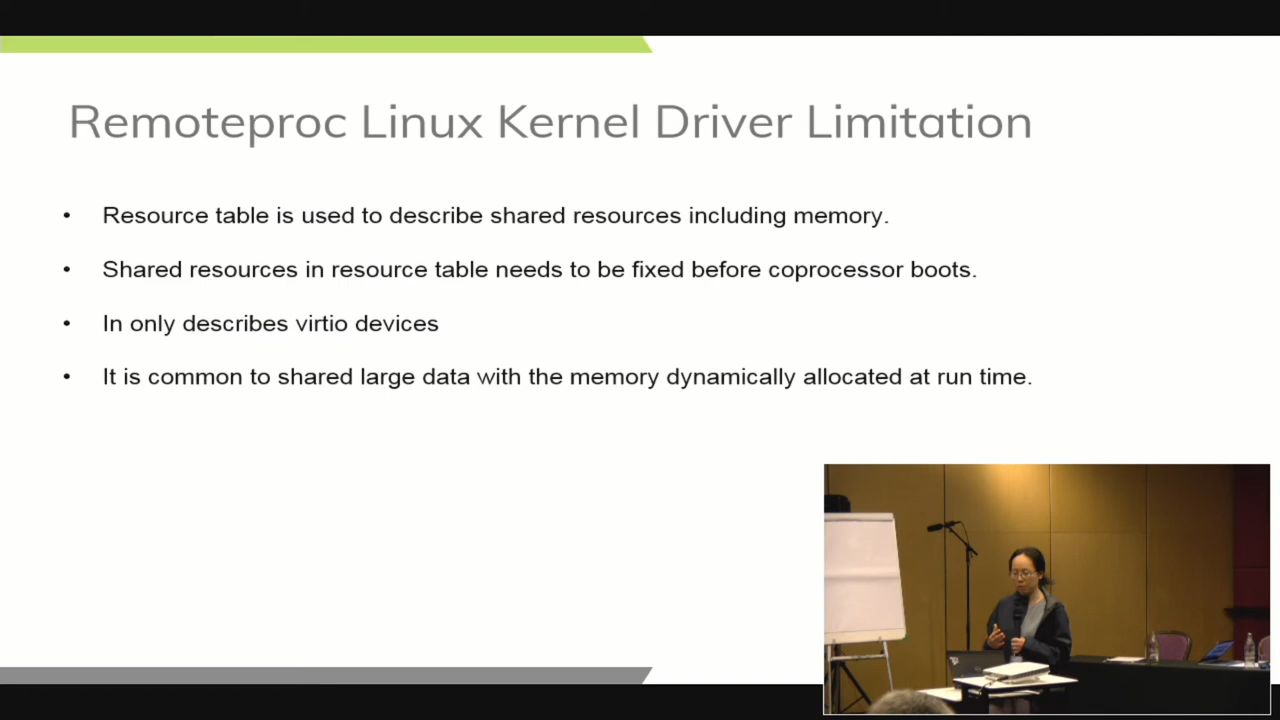 Remoteproc Linux Kernel Driver Limitation
• Resource table is used to describe shared resources including memory.
• Shared resources in resource table needs to be fixed before coprocessor boots.
• In only describes virtio devices
• It is common to shared large data with the memory dynamically allocated at run time.